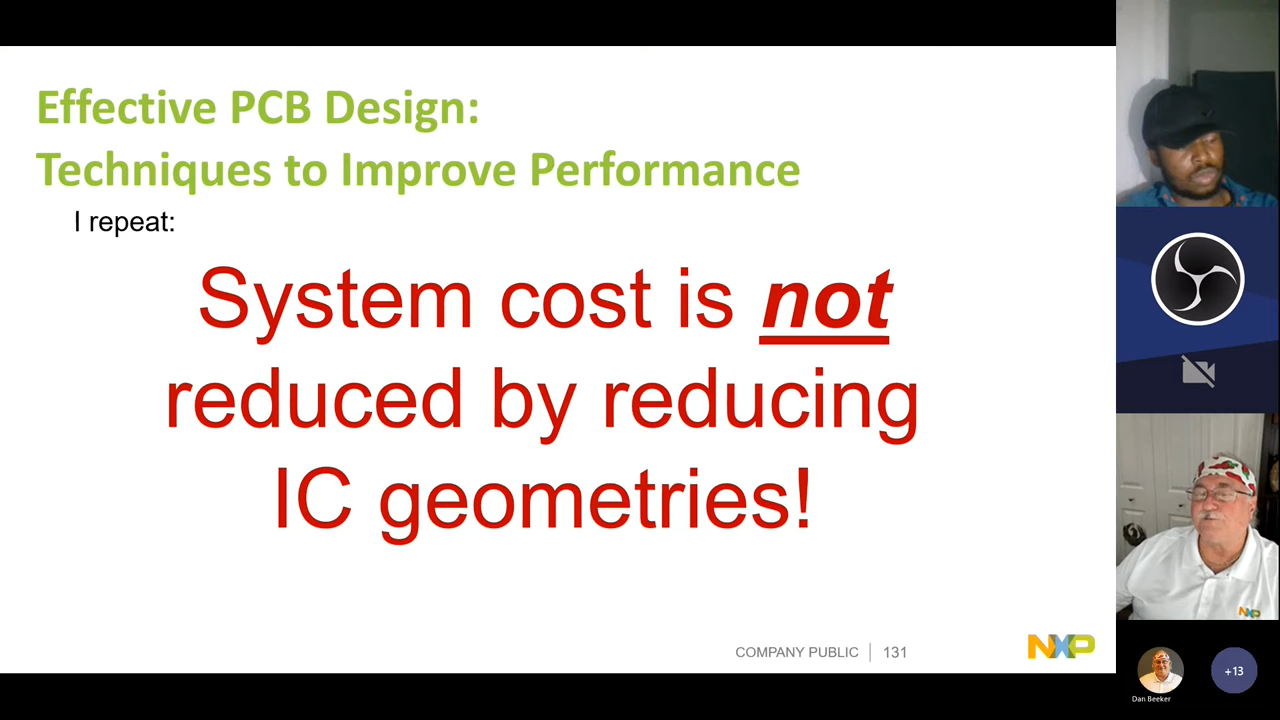 Effective PCB Design:
Techniques to Improve Performance
I repeat:
System cost is not
reduced by reducing
IC geometries!
COMPANY PUBLIC | 131
NXP
NXP
Dan Beeker
+13